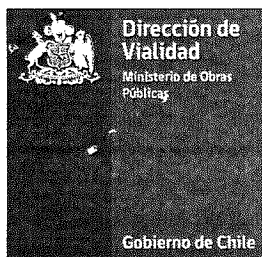 Dirección de
Vialidad
Ministerio de Obras
Públicas
Gobierno de Chile